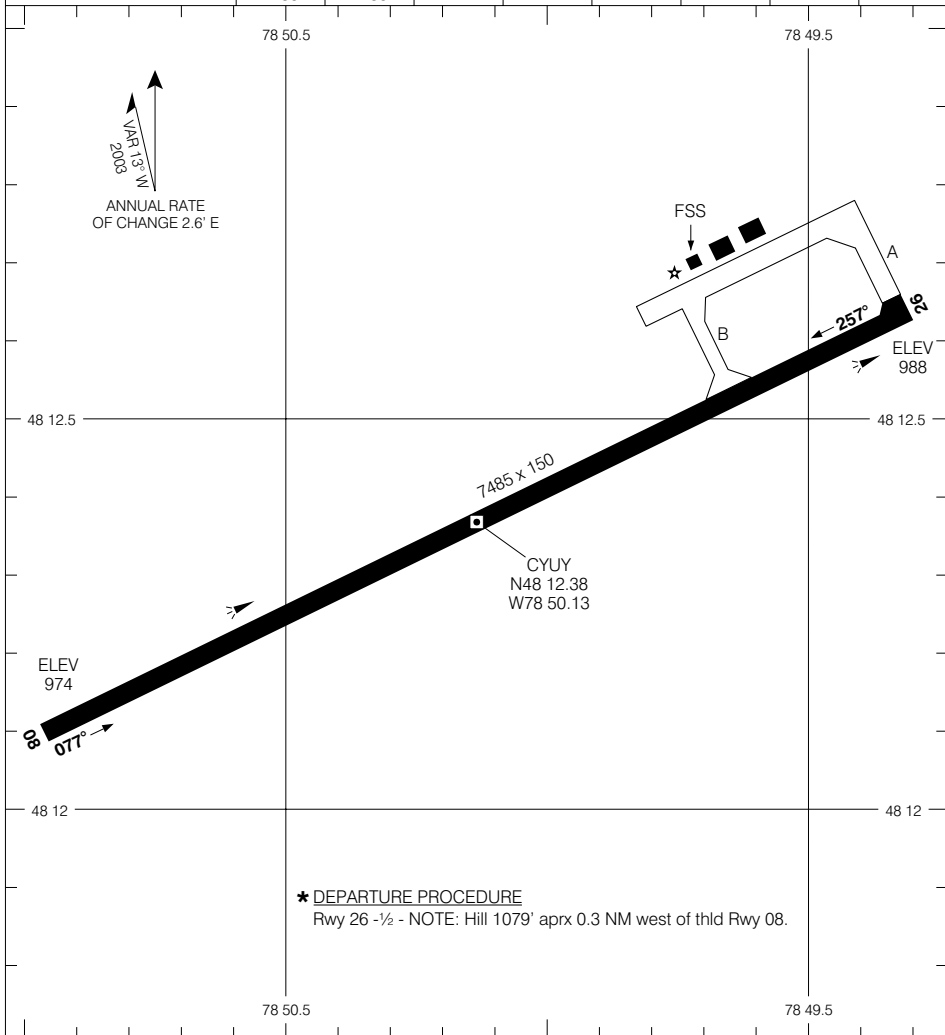 78 50.5
78 49.5
VAR 13° W
2003
ANNUAL RATE
OF CHANGE 2.6' E
FSS
A
26
257°
B
ELEV
988
48 12.5
48 12.5
7485 x 150
CYUY
N48 12.38
W78 50.13
ELEV
974
08
077°
48 12
48 12
* DEPARTURE PROCEDURE
Rwy 26 -½ - NOTE: Hill 1079' aprx 0.3 NM west of thld Rwy 08.
78 50.5
78 49.5